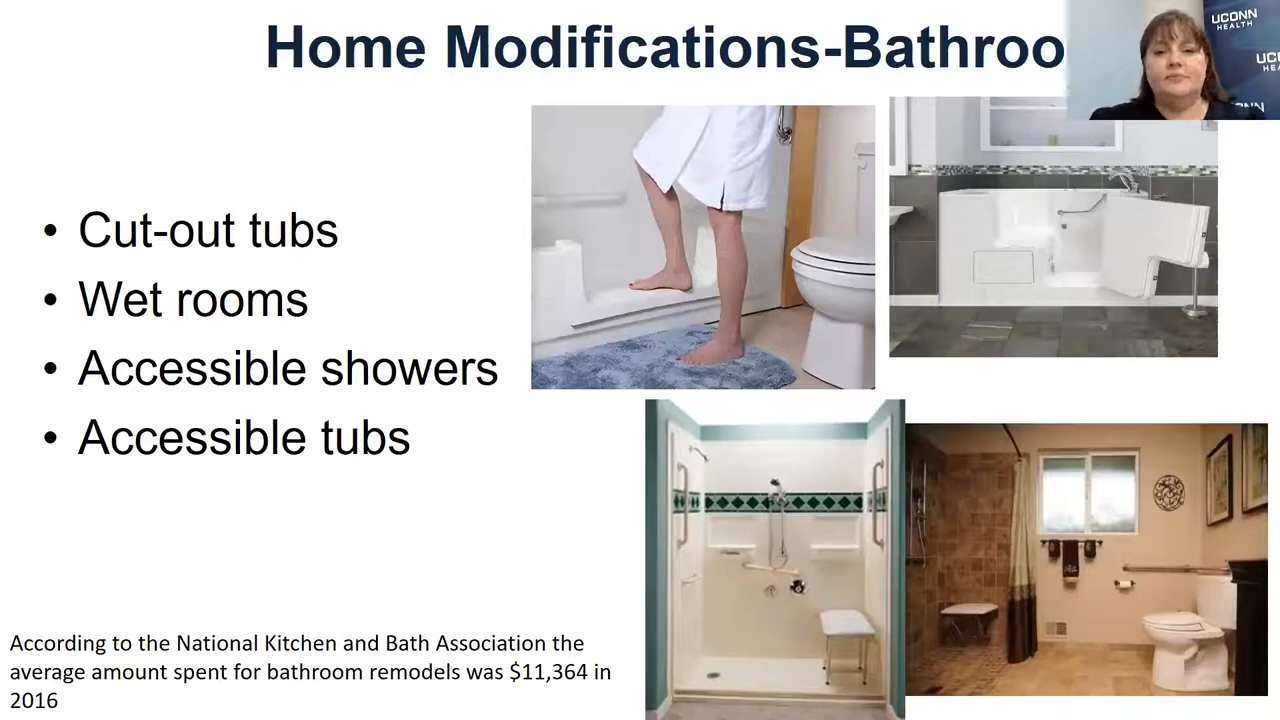 Home Modifications-Bathroo
UCONN
HEALTH
• Cut-out tubs
• Wet rooms
• Accessible showers
• Accessible tubs
According to the National Kitchen and Bath Association the
average amount spent for bathroom remodels was $11,364 in
2016